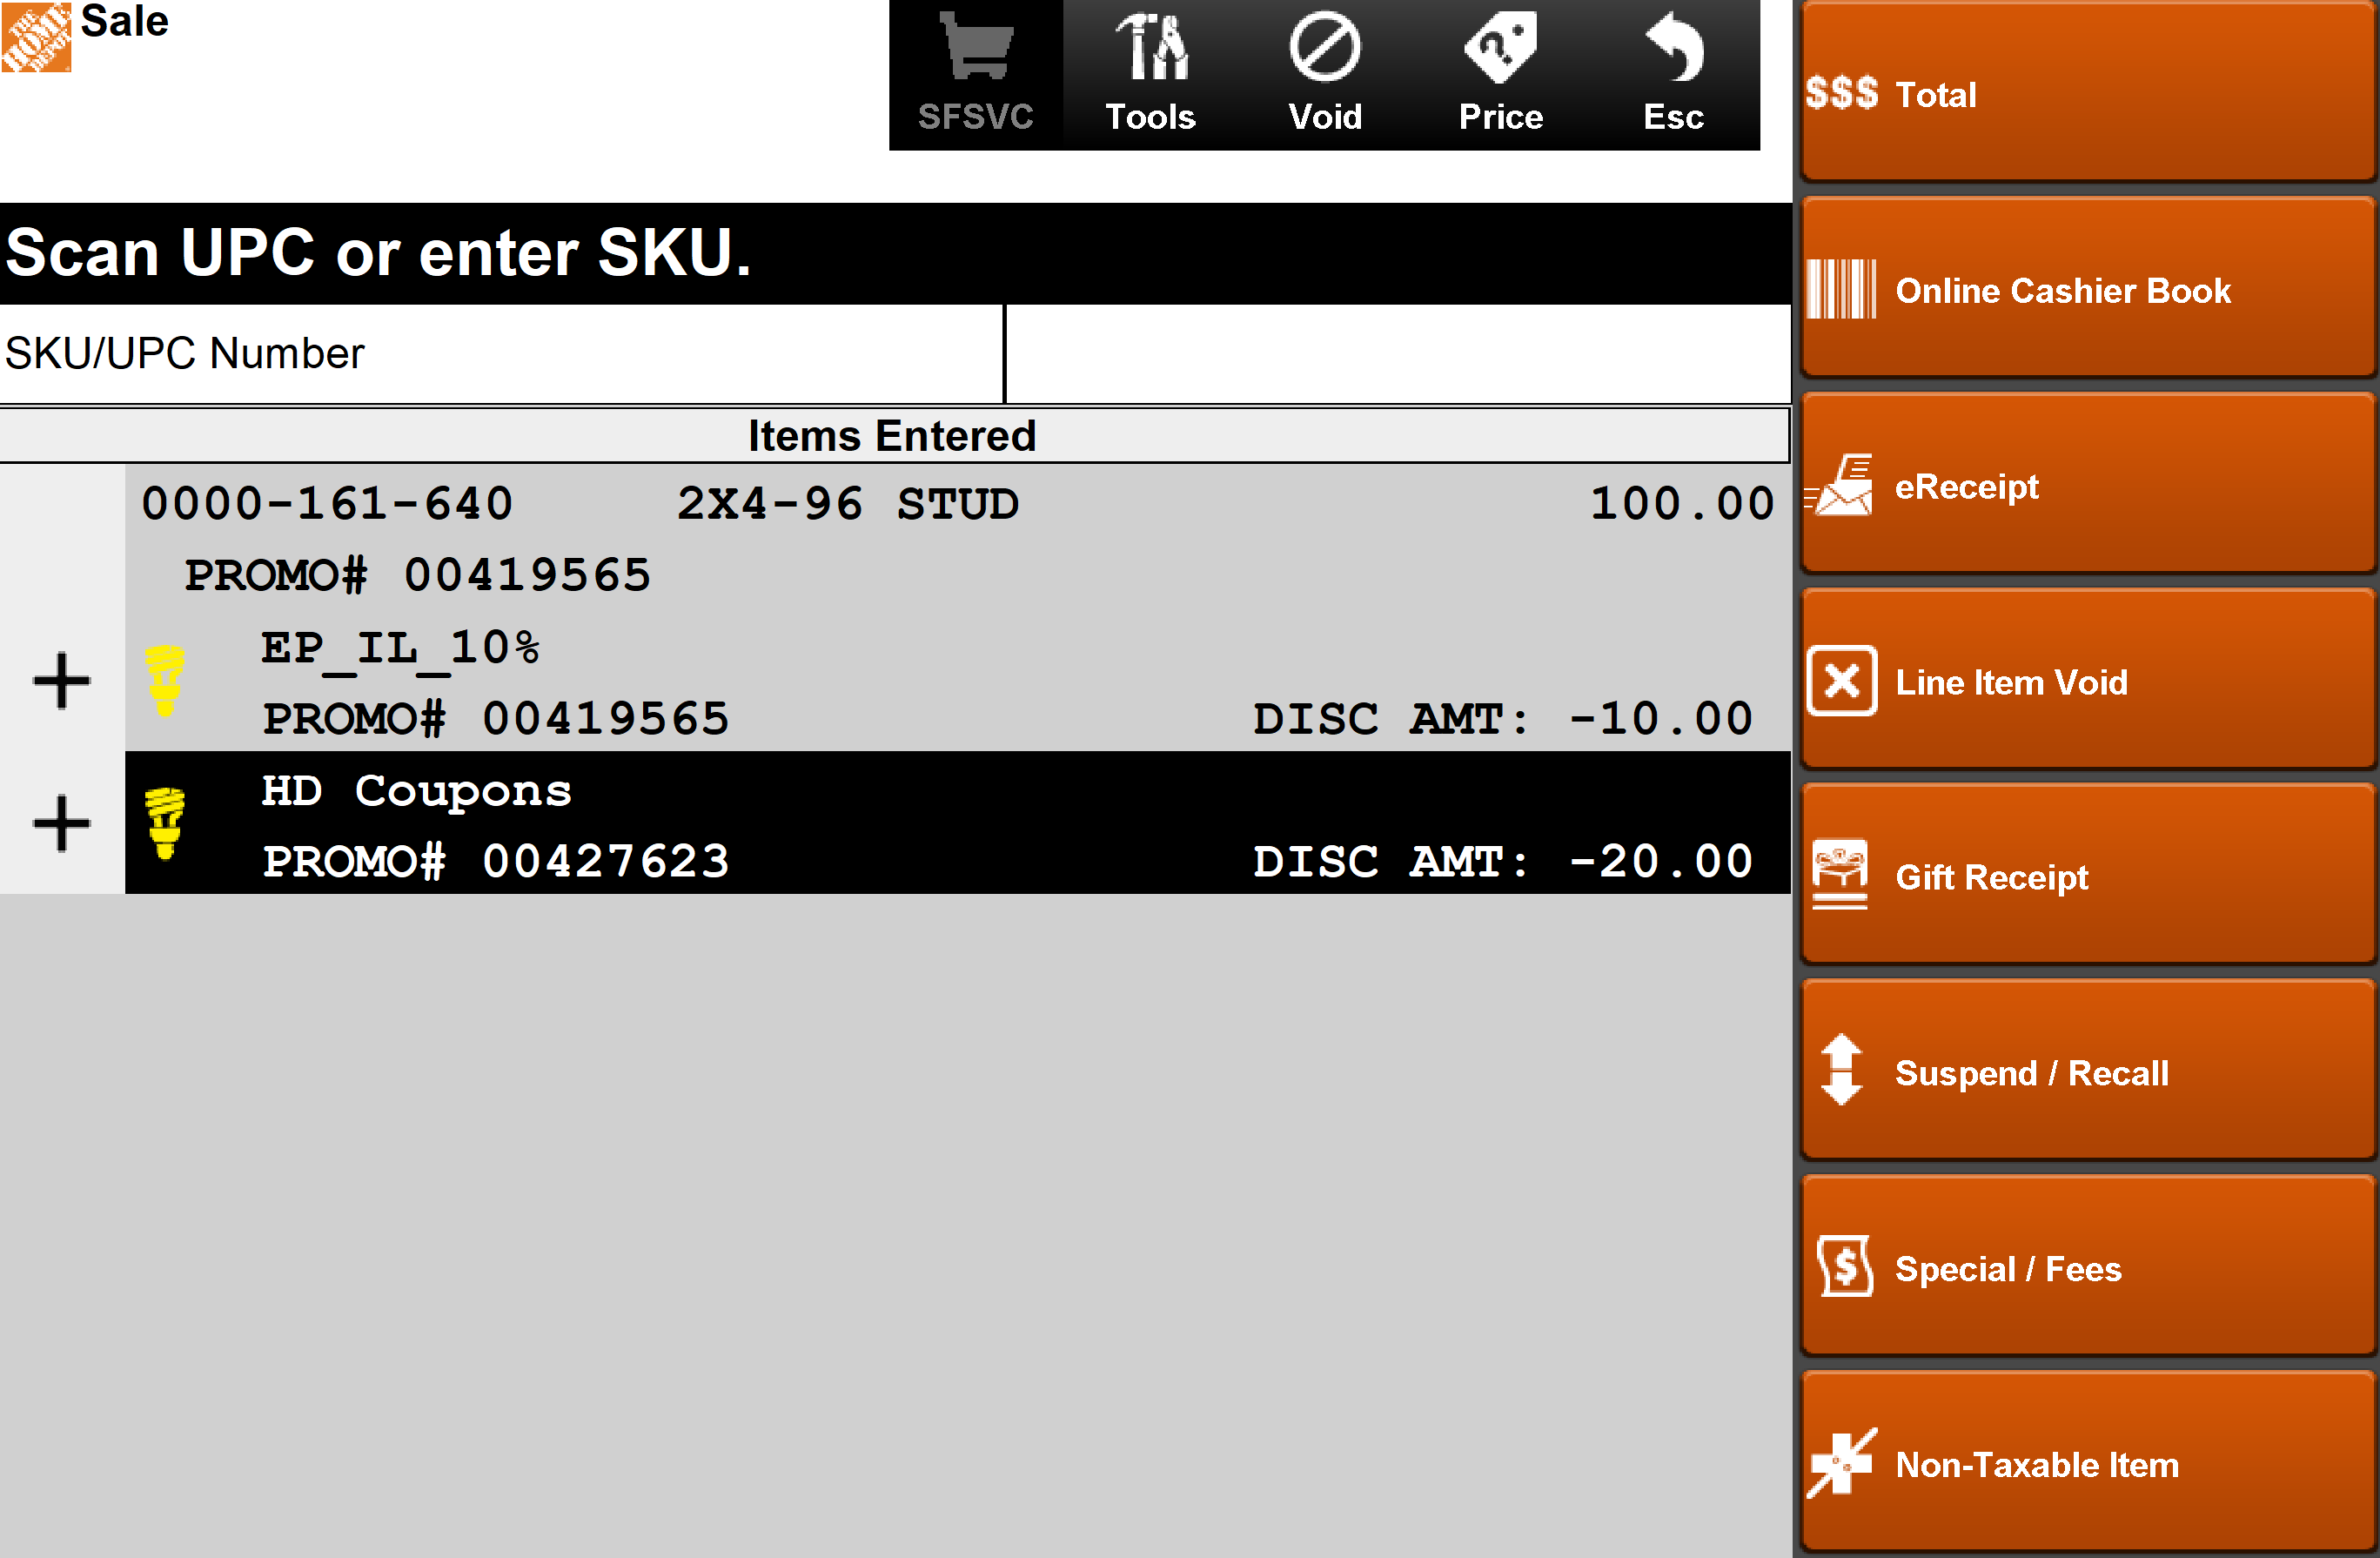 THE HOME DEPOT
Sale
SFSVC
Tools
Void
Price
Esc
Scan UPC or enter SKU.
SKU/UPC Number
Items Entered
0000-161-640 2X4-96 STUD 100.00
PROMO# 00419565
EP_IL_10%
PROMO# 00419565 DISC AMT: -10.00
HD Coupons
PROMO# 00427623 DISC AMT: -20.00
$$$ Total
Online Cashier Book
eReceipt
Line Item Void
Gift Receipt
Suspend / Recall
Special / Fees
Non-Taxable Item